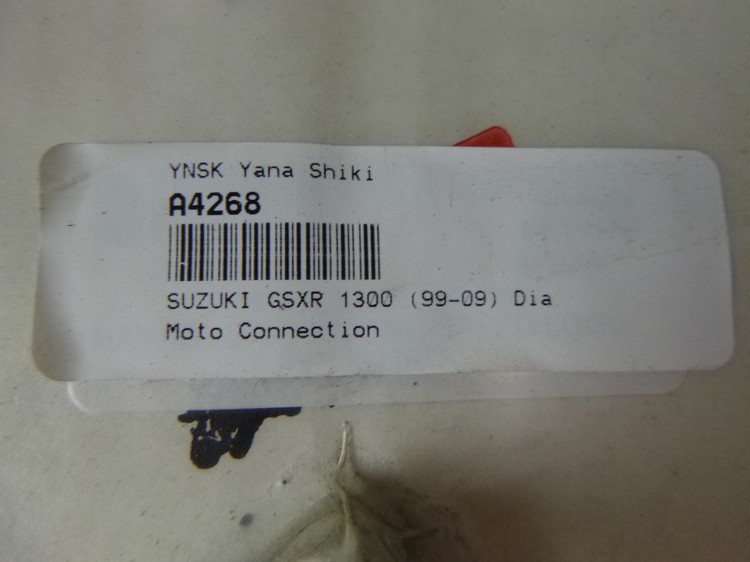 YNSK Yana Shiki
A4268
SUZUKI GSXR 1300 (99-09) Dia
Moto Connection